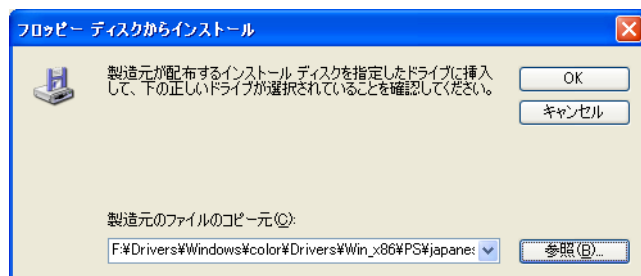 フロッピー ディスクからインストール
製造元が配布するインストール ディスクを指定したドライブに挿入
して、下の正しいドライブが選択されていることを確認してください。
OK
キャンセル
製造元のファイルのコピー元(C):
F:¥Drivers¥Windows¥color¥Drivers¥Win_x86¥PS¥japanes
参照(B)...